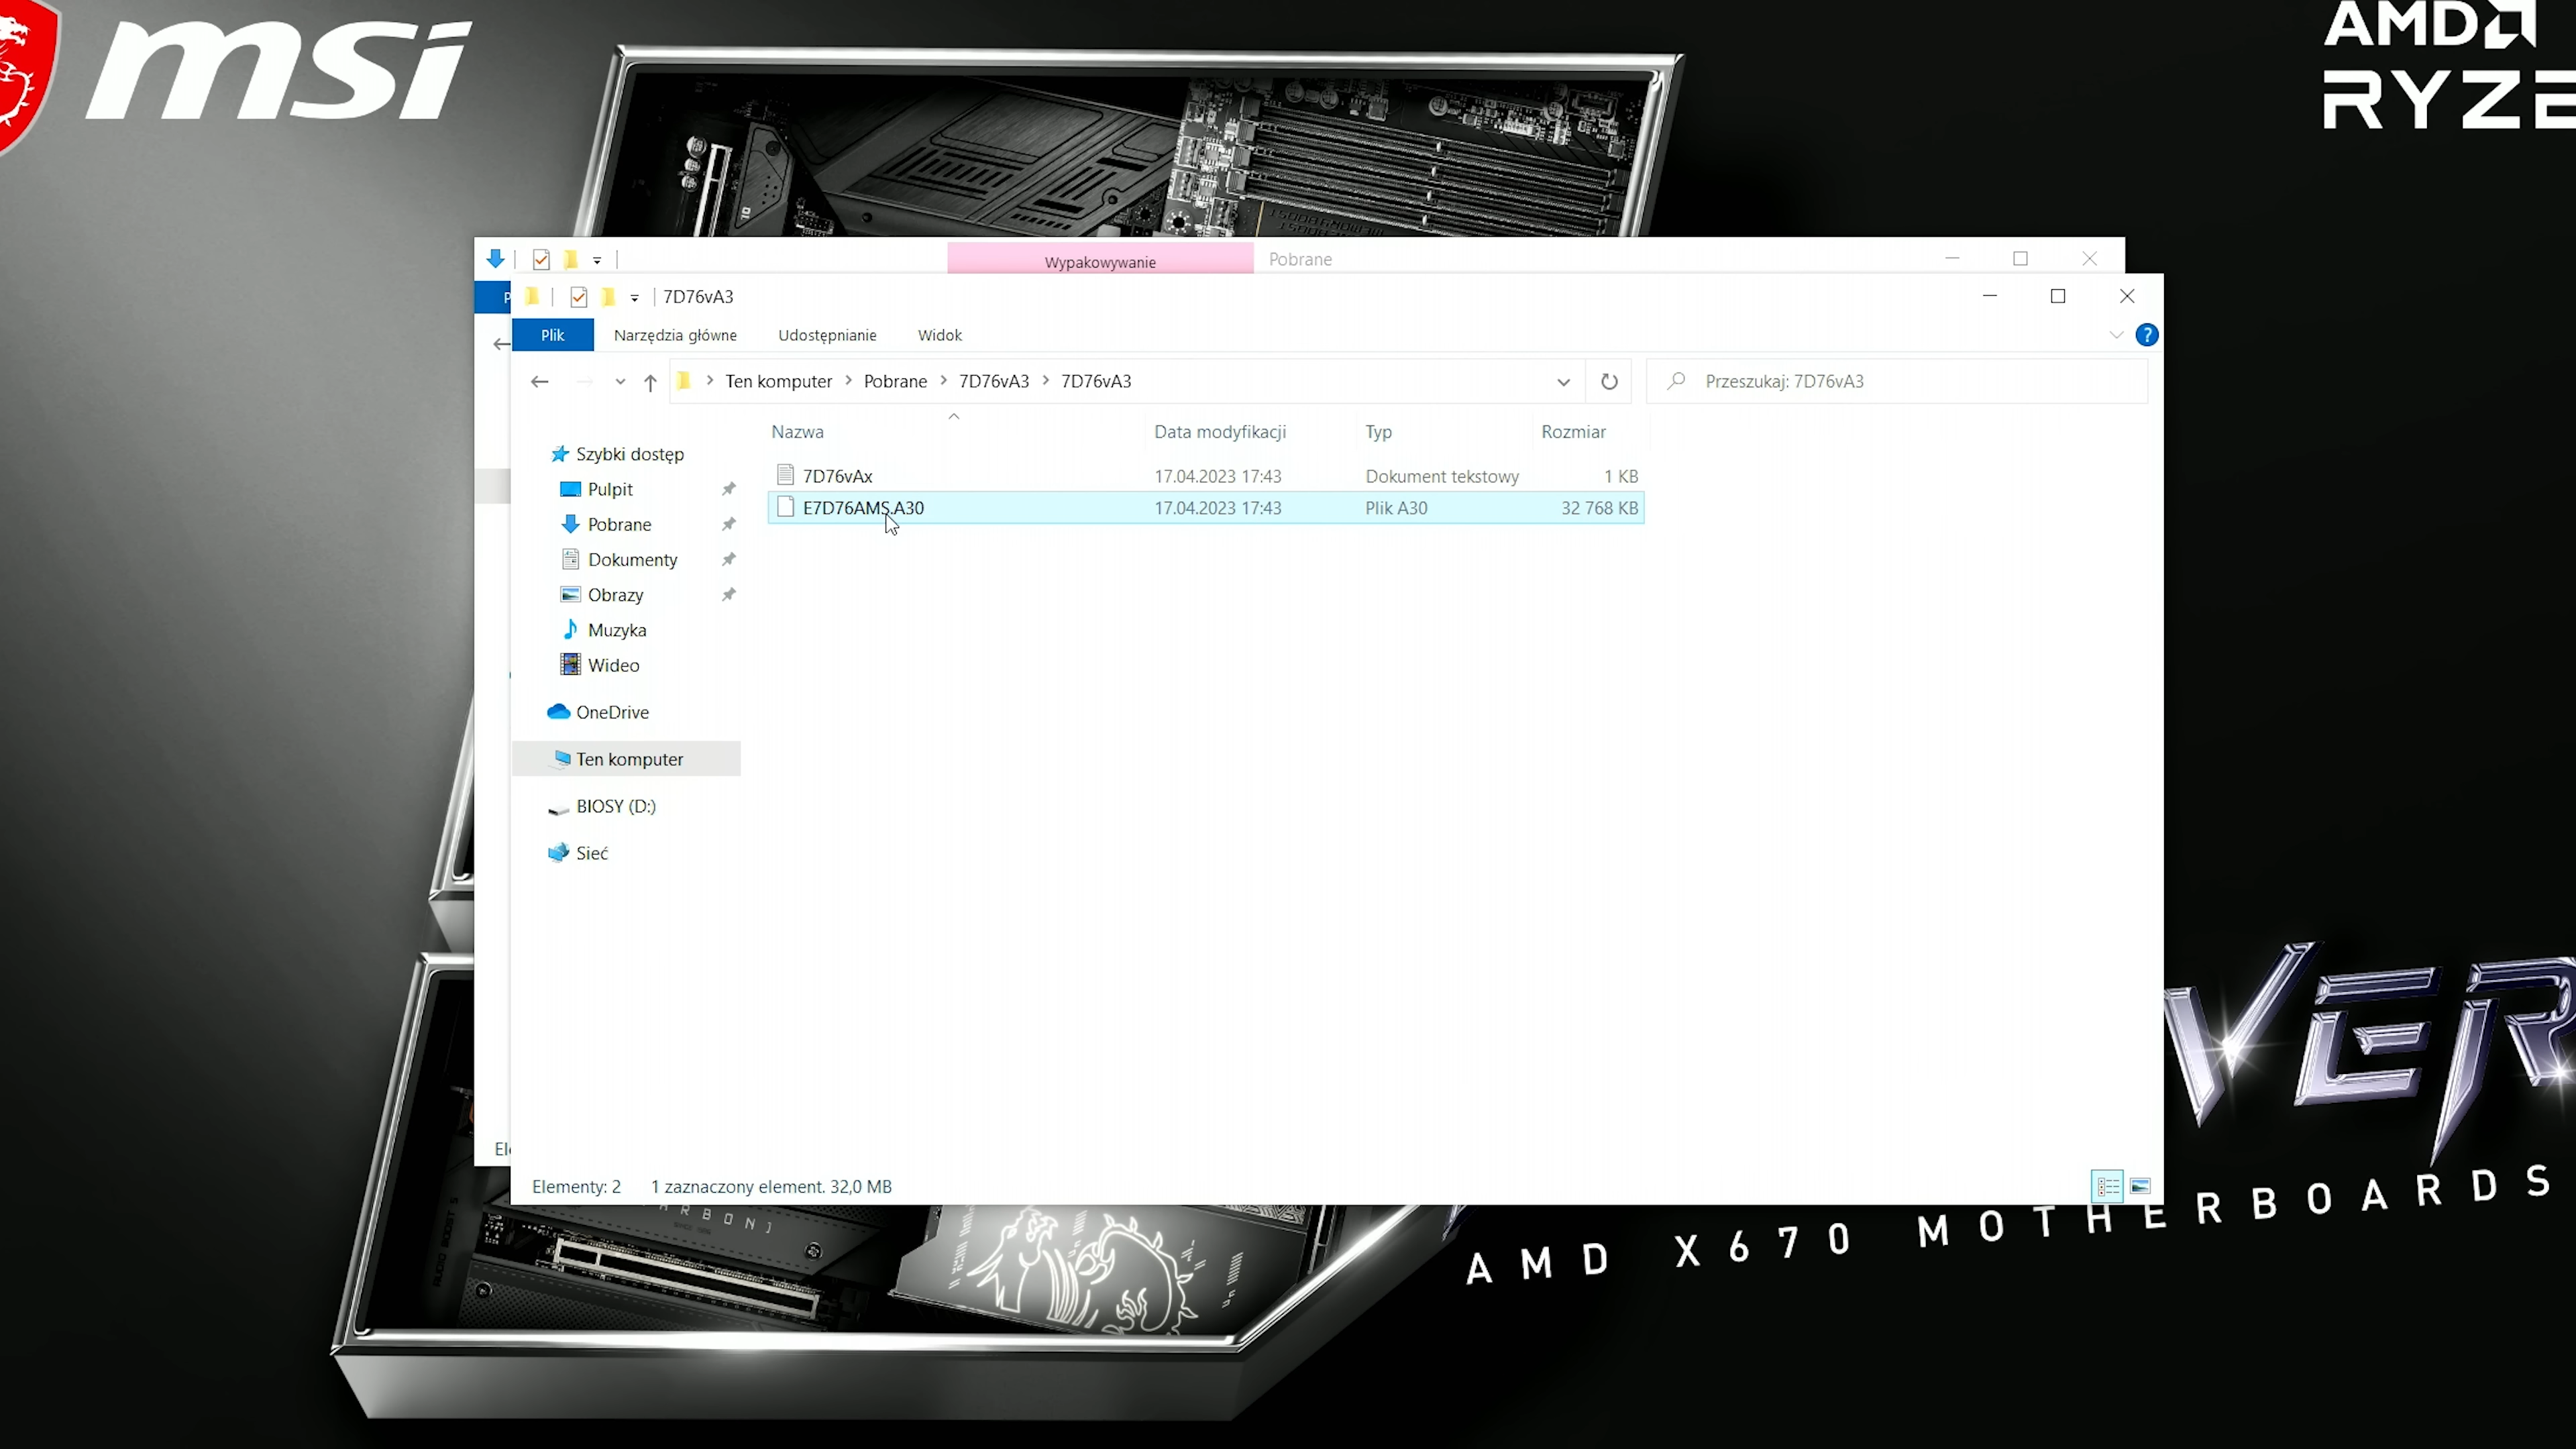 msi
AMD
RYZE
Wypakowywanie
Pobrane
P
7D76vA3
Plik
Narzędzia główne
Udostępnianie
Widok
?
Ten komputer
Pobrane
7D76vA3
7D76vA3
Przeszukaj: 7D76vA3
Nazwa
Data modyfikacji
Typ
Rozmiar
7D76vAx
17.04.2023 17:43
Dokument tekstowy
1 KB
E7D76AMS.A30
17.04.2023 17:43
Plik A30
32 768 KB
Szybki dostęp
Pulpit
Pobrane
Dokumenty
Obrazy
Muzyka
Wideo
OneDrive
Ten komputer
BIOSY (D:)
Sieć
Ele
Elementy: 2
1 zaznaczony element. 32,0 MB
VER
AMD X670 MOTHERBOARDS
ARBON]